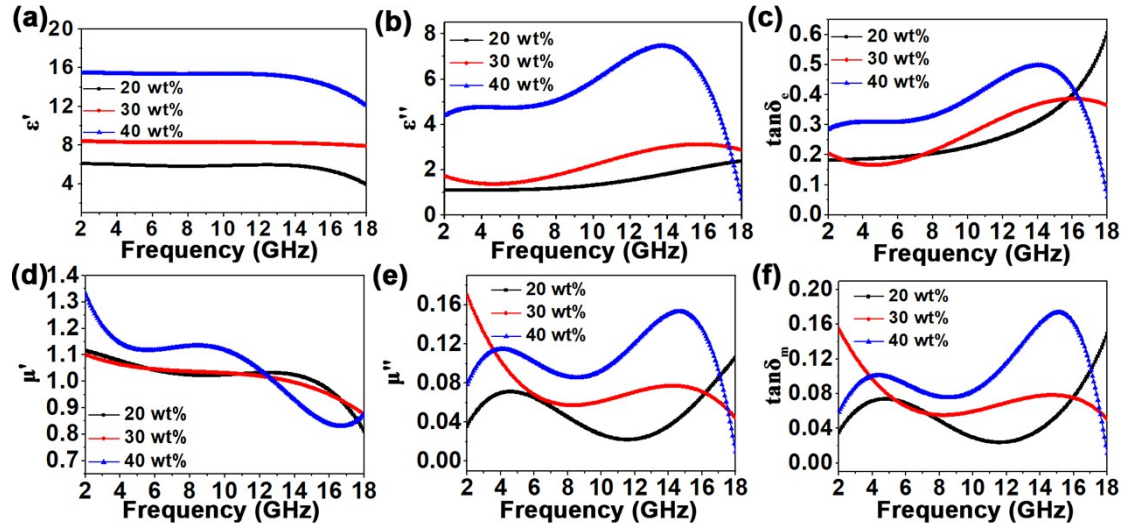 (a)
20
16
12
8
4
ε'
20 wt%
30 wt%
40 wt%
2 4 6 8 10 12 14 16 18
Frequency (GHz)
(b)
8
6
4
2
0
ε''
20 wt%
30 wt%
40 wt%
2 4 6 8 10 12 14 16 18
Frequency (GHz)
(c)
0.6
0.5
0.4
0.3
0.2
0.1
0.0
tanδe
20 wt%
30 wt%
40 wt%
2 4 6 8 10 12 14 16 18
Frequency (GHz)
(d)
1.4
1.3
1.2
1.1
1.0
0.9
0.8
0.7
μ'
20 wt%
30 wt%
40 wt%
2 4 6 8 10 12 14 16 18
Frequency (GHz)
(e)
0.16
0.12
0.08
0.04
0.00
μ''
20 wt%
30 wt%
40 wt%
2 4 6 8 10 12 14 16 18
Frequency (GHz)
(f)
0.20
0.16
0.12
0.08
0.04
0.00
tanδm
20 wt%
30 wt%
40 wt%
2 4 6 8 10 12 14 16 18
Frequency (GHz)